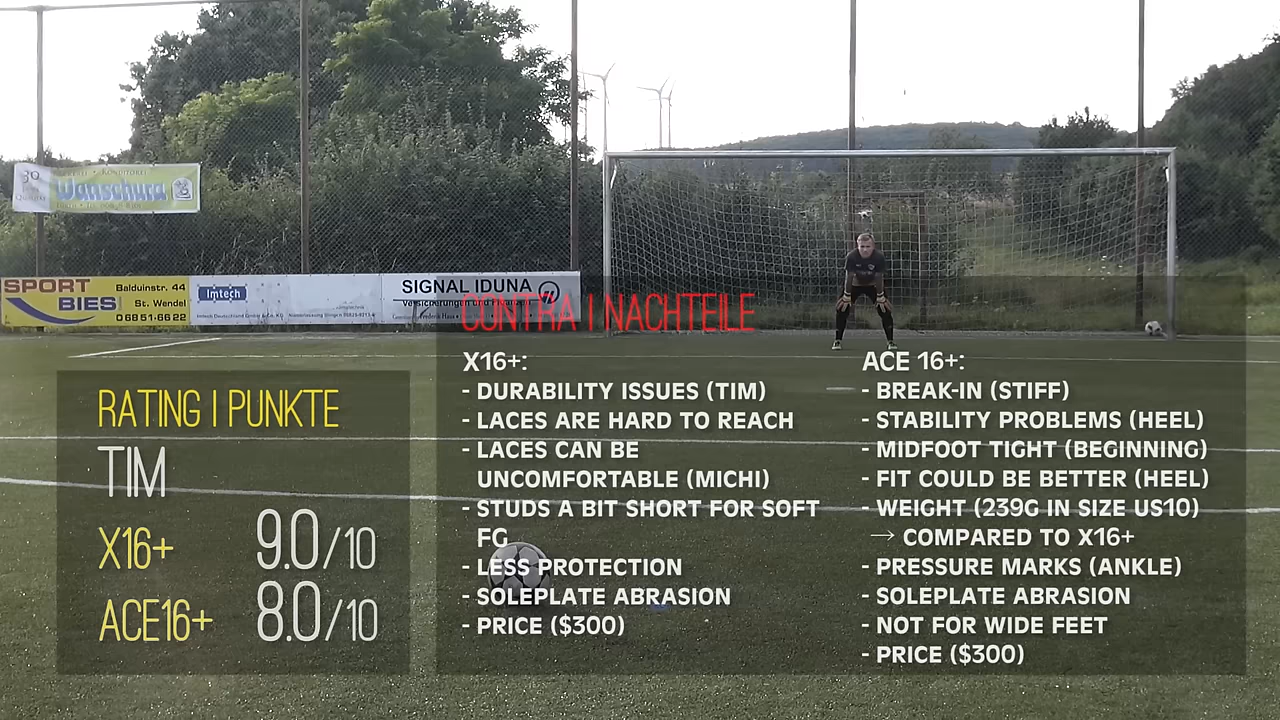 30
Wanschura
SPORT
BIES
Balduinstr. 44
St. Wendel
06851-6622
Imtech
SIGNAL IDUNA
Versicherungen und
CONTRA I NACHTEILE
X16+:
- DURABILITY ISSUES (TIM)
- LACES ARE HARD TO REACH
- LACES CAN BE
UNCOMFORTABLE (MICHI)
- STUDS A BIT SHORT FOR SOFT
FG
- LESS PROTECTION
- SOLEPLATE ABRASION
- PRICE ($300)
ACE 16+:
- BREAK-IN (STIFF)
- STABILITY PROBLEMS (HEEL)
- MIDFOOT TIGHT (BEGINNING)
- FIT COULD BE BETTER (HEEL)
- WEIGHT (239G IN SIZE US10)
→ COMPARED TO X16+
- PRESSURE MARKS (ANKLE)
- SOLEPLATE ABRASION
- NOT FOR WIDE FEET
- PRICE ($300)
RATING I PUNKTE
TIM
X16+ 9.0/10
ACE16+ 8.0/10